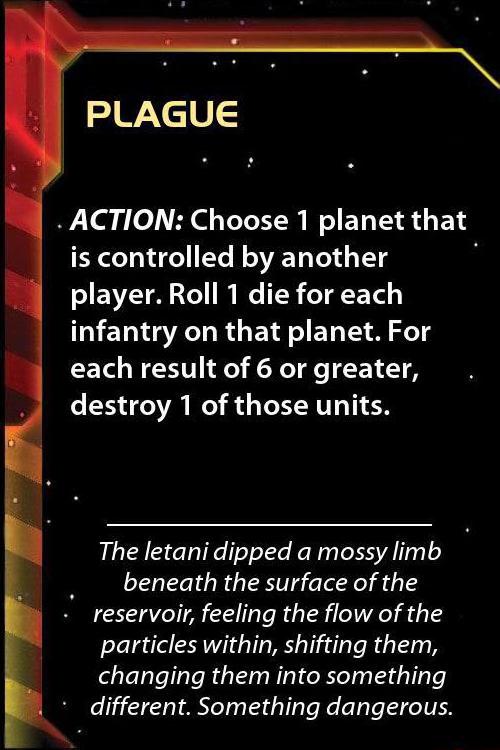 PLAGUE
ACTION: Choose 1 planet that
is controlled by another
player. Roll 1 die for each
infantry on that planet. For
each result of 6 or greater,
destroy 1 of those units.
The letani dipped a mossy limb
beneath the surface of the
reservoir, feeling the flow of the
particles within, shifting them,
changing them into something
different. Something dangerous.